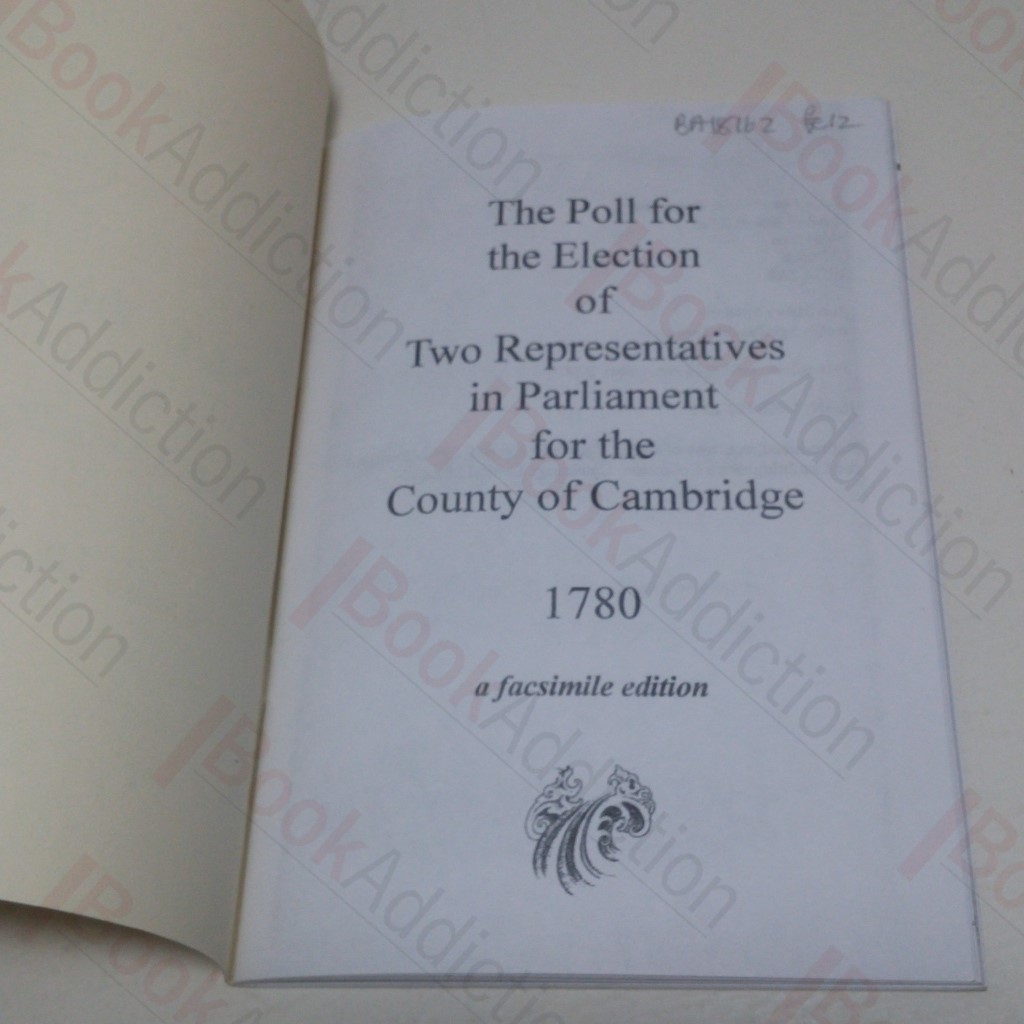 BA18162 £12
The Poll for
the Election
of
Two Representatives
in Parliament
for the
County of Cambridge
1780
a facsimile edition
BookAddiction